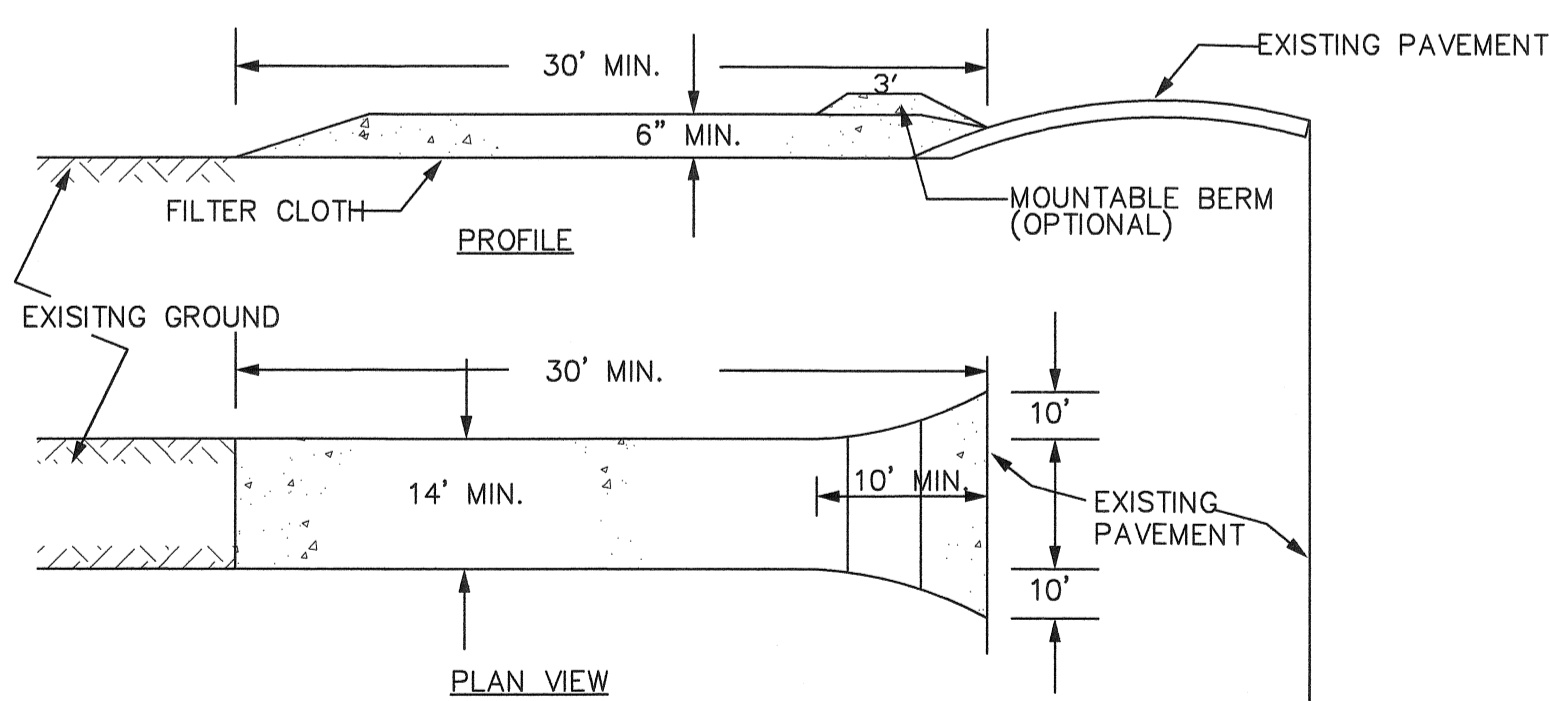 EXISTING PAVEMENT
30' MIN.
3'
6" MIN.
FILTER CLOTH
MOUNTABLE BERM
(OPTIONAL)
PROFILE
EXISITNG GROUND
30' MIN.
10'
14' MIN.
10' MIN.
EXISTING
PAVEMENT
10'
PLAN VIEW